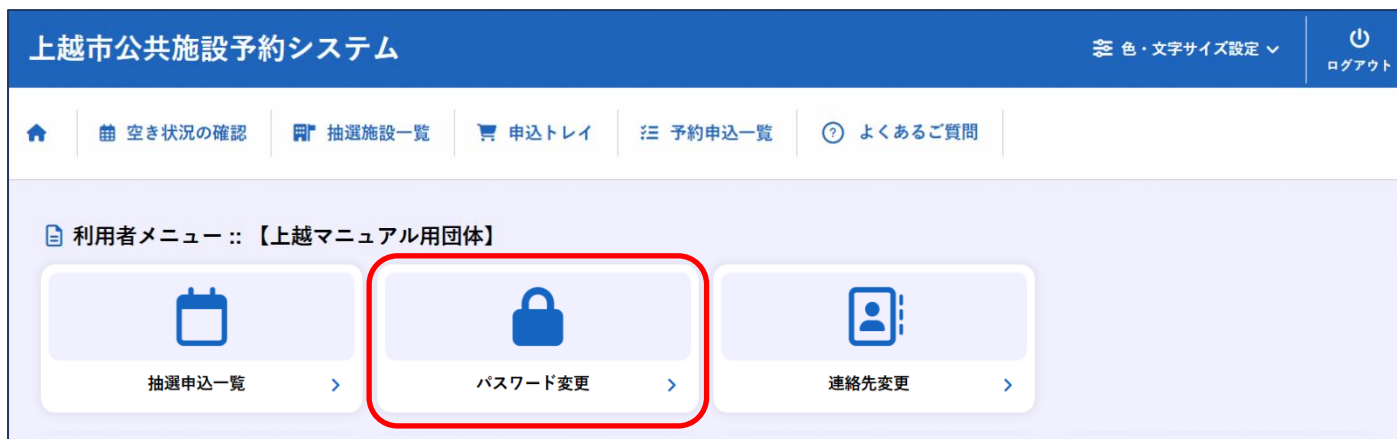 上越市公共施設予約システム
色・文字サイズ設定
ログアウト
空き状況の確認
抽選施設一覧
申込トレイ
予約申込一覧
よくあるご質問
利用者メニュー :: 【上越マニュアル用団体】
抽選申込一覧
パスワード変更
連絡先変更